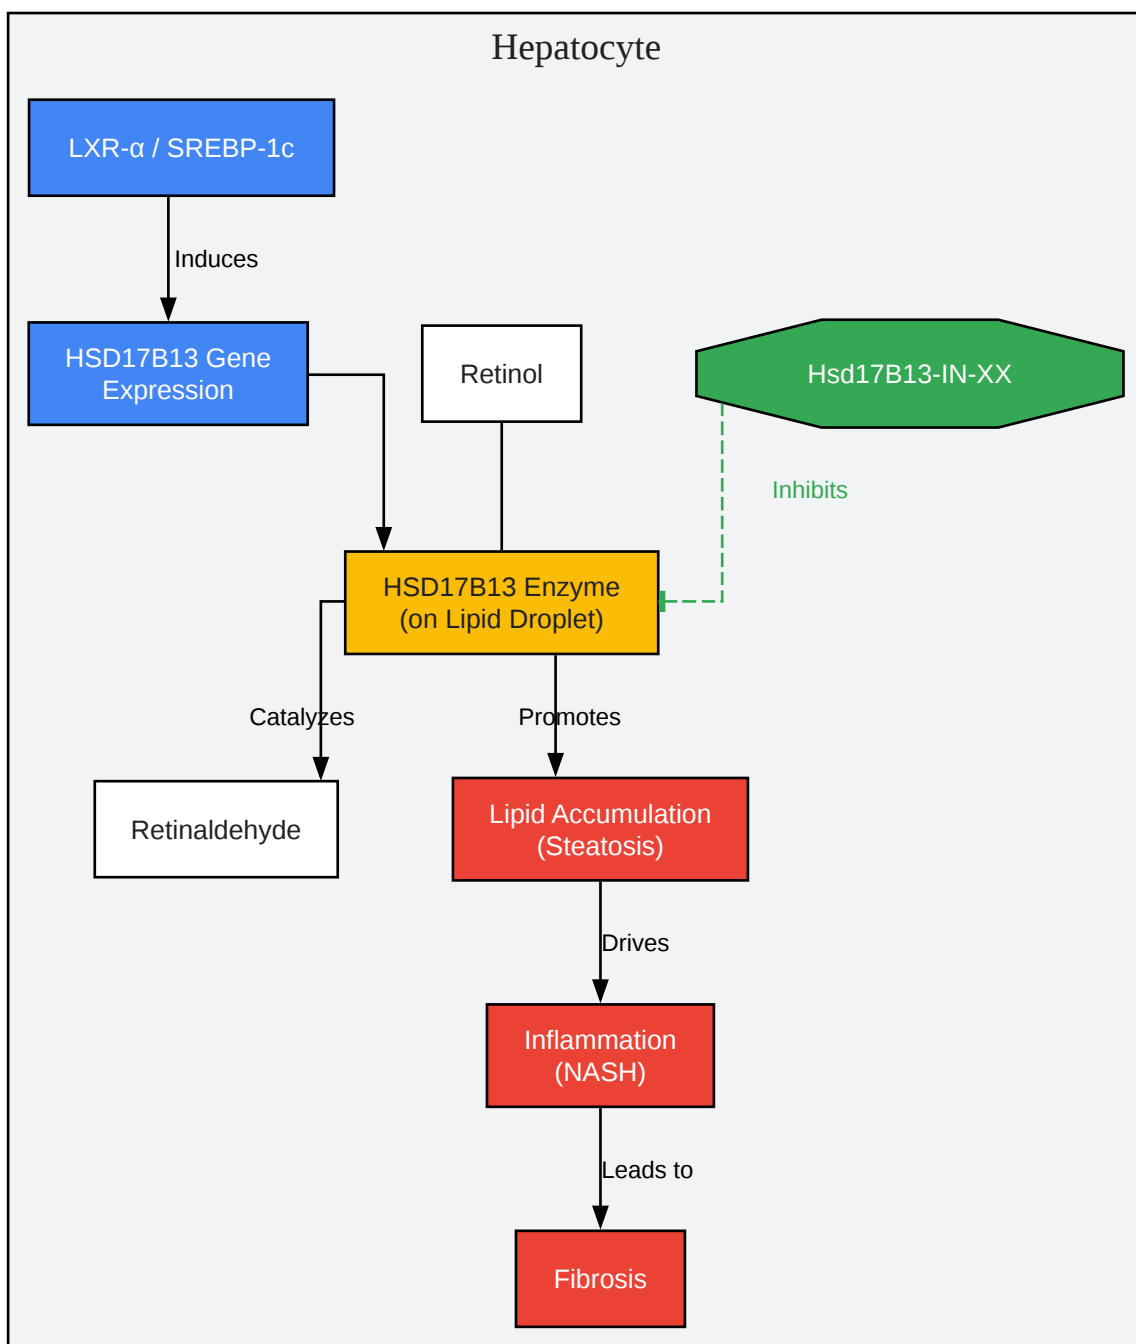 Hepatocyte
LXR-α / SREBP-1c
Induces
HSD17B13 Gene
Expression
Retinol
Hsd17B13-IN-XX
Inhibits
HSD17B13 Enzyme
(on Lipid Droplet)
Catalyzes
Promotes
Retinaldehyde
Lipid Accumulation
(Steatosis)
Drives
Inflammation
(NASH)
Leads to
Fibrosis